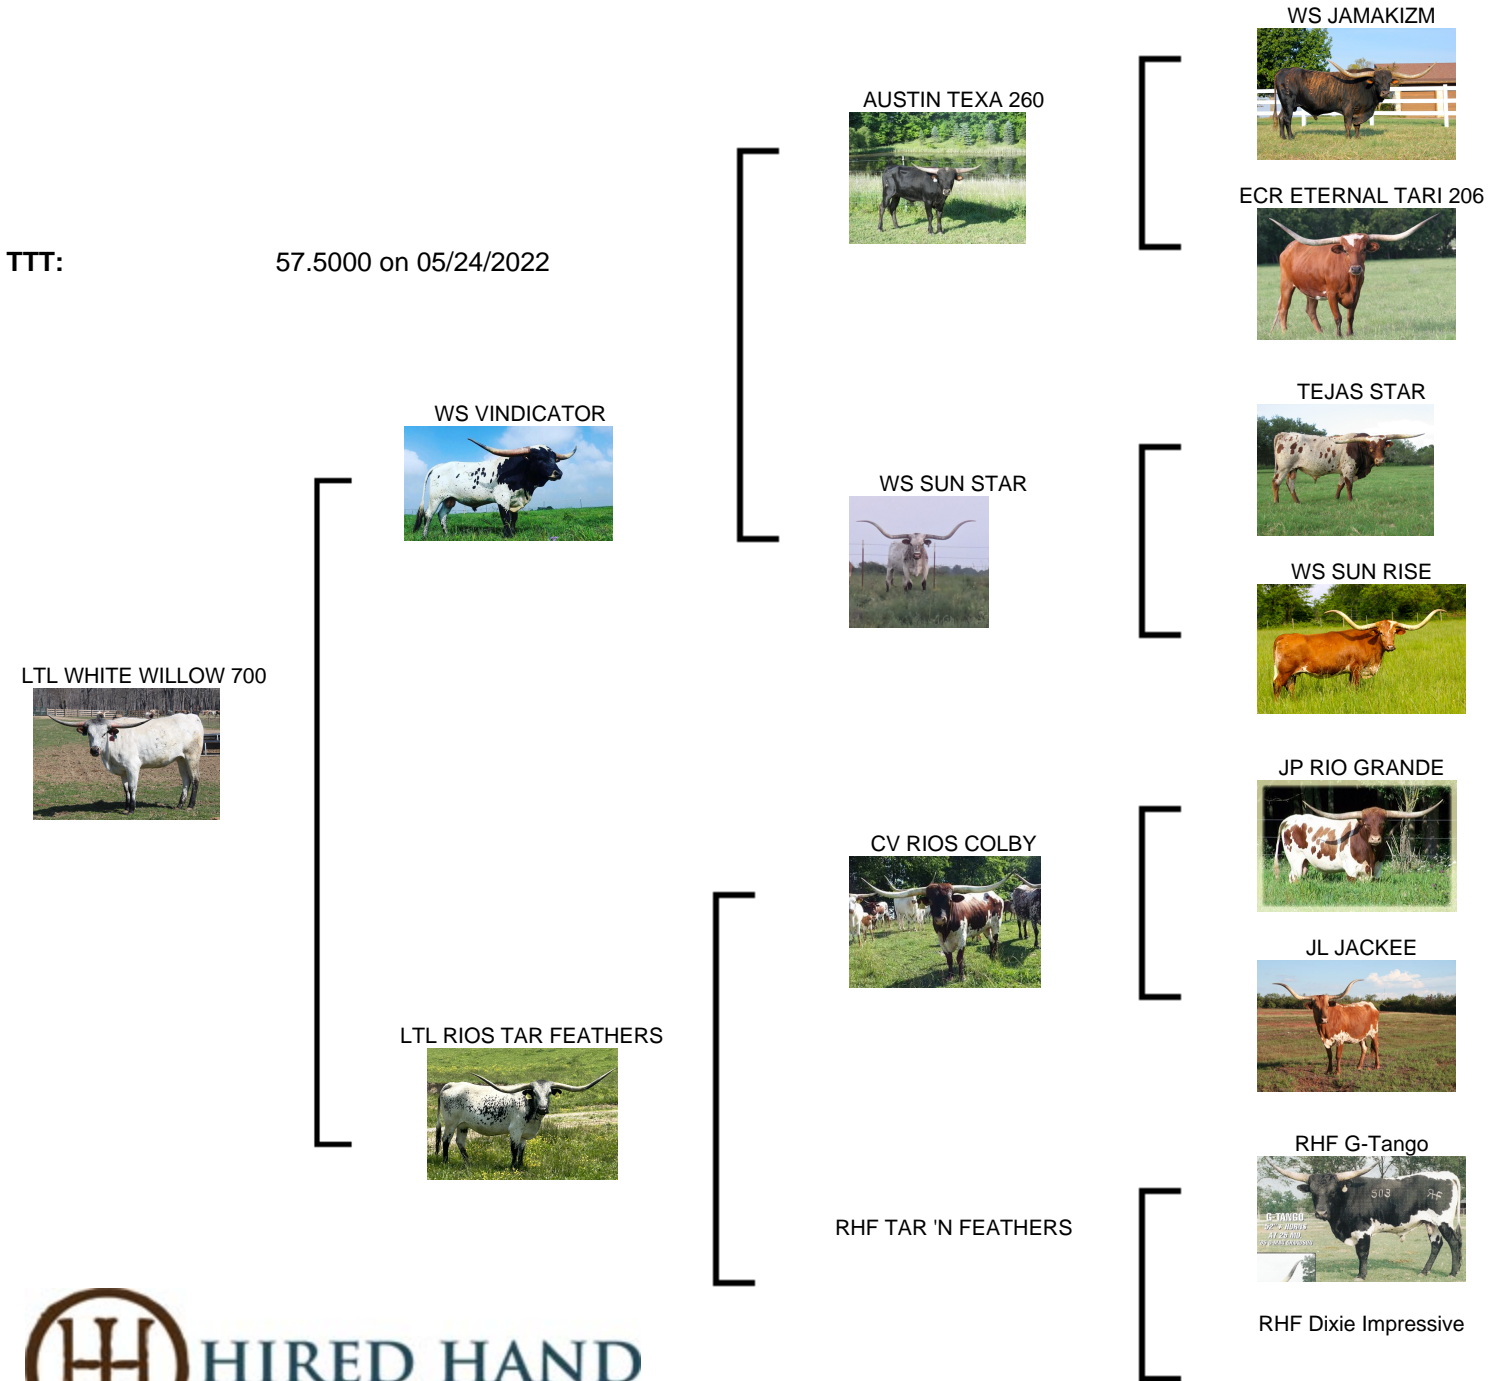 WS JAMAKIZM
AUSTIN TEXA 260
ECR ETERNAL TARI 206
TTT: 57.5000 on 05/24/2022
TEJAS STAR
WS VINDICATOR
WS SUN STAR
WS SUN RISE
LTL WHITE WILLOW 700
JP RIO GRANDE
CV RIOS COLBY
JL JACKEE
LTL RIOS TAR FEATHERS
RHF G-Tango
503
G-TANGO
RHF TAR 'N FEATHERS
RHF Dixie Impressive
HIRED HAND